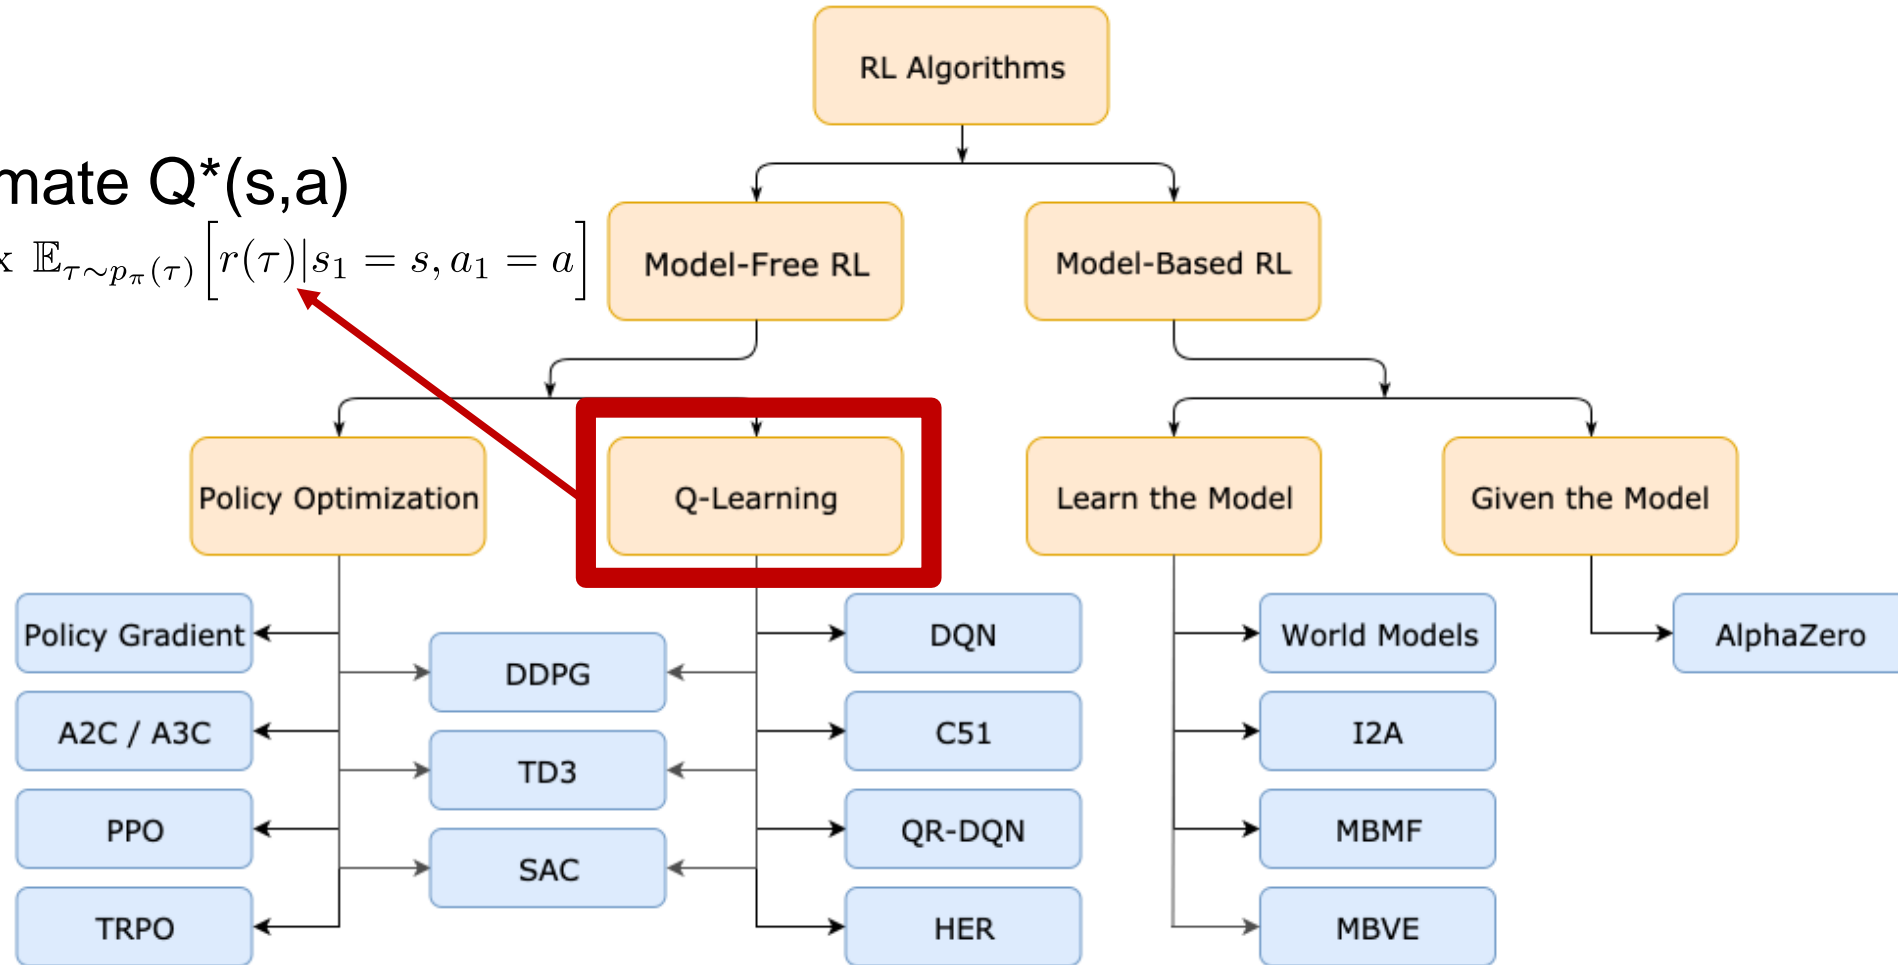 RL Algorithms
mate Q*(s,a)
x 𝔼τ∼pπ(τ)[r(τ)|s1 = s, a1 = a]
Model-Free RL
Model-Based RL
Policy Optimization
Q-Learning
Learn the Model
Given the Model
Policy Gradient
A2C / A3C
PPO
TRPO
DDPG
TD3
SAC
DQN
C51
QR-DQN
HER
World Models
I2A
MBMF
MBVE
AlphaZero